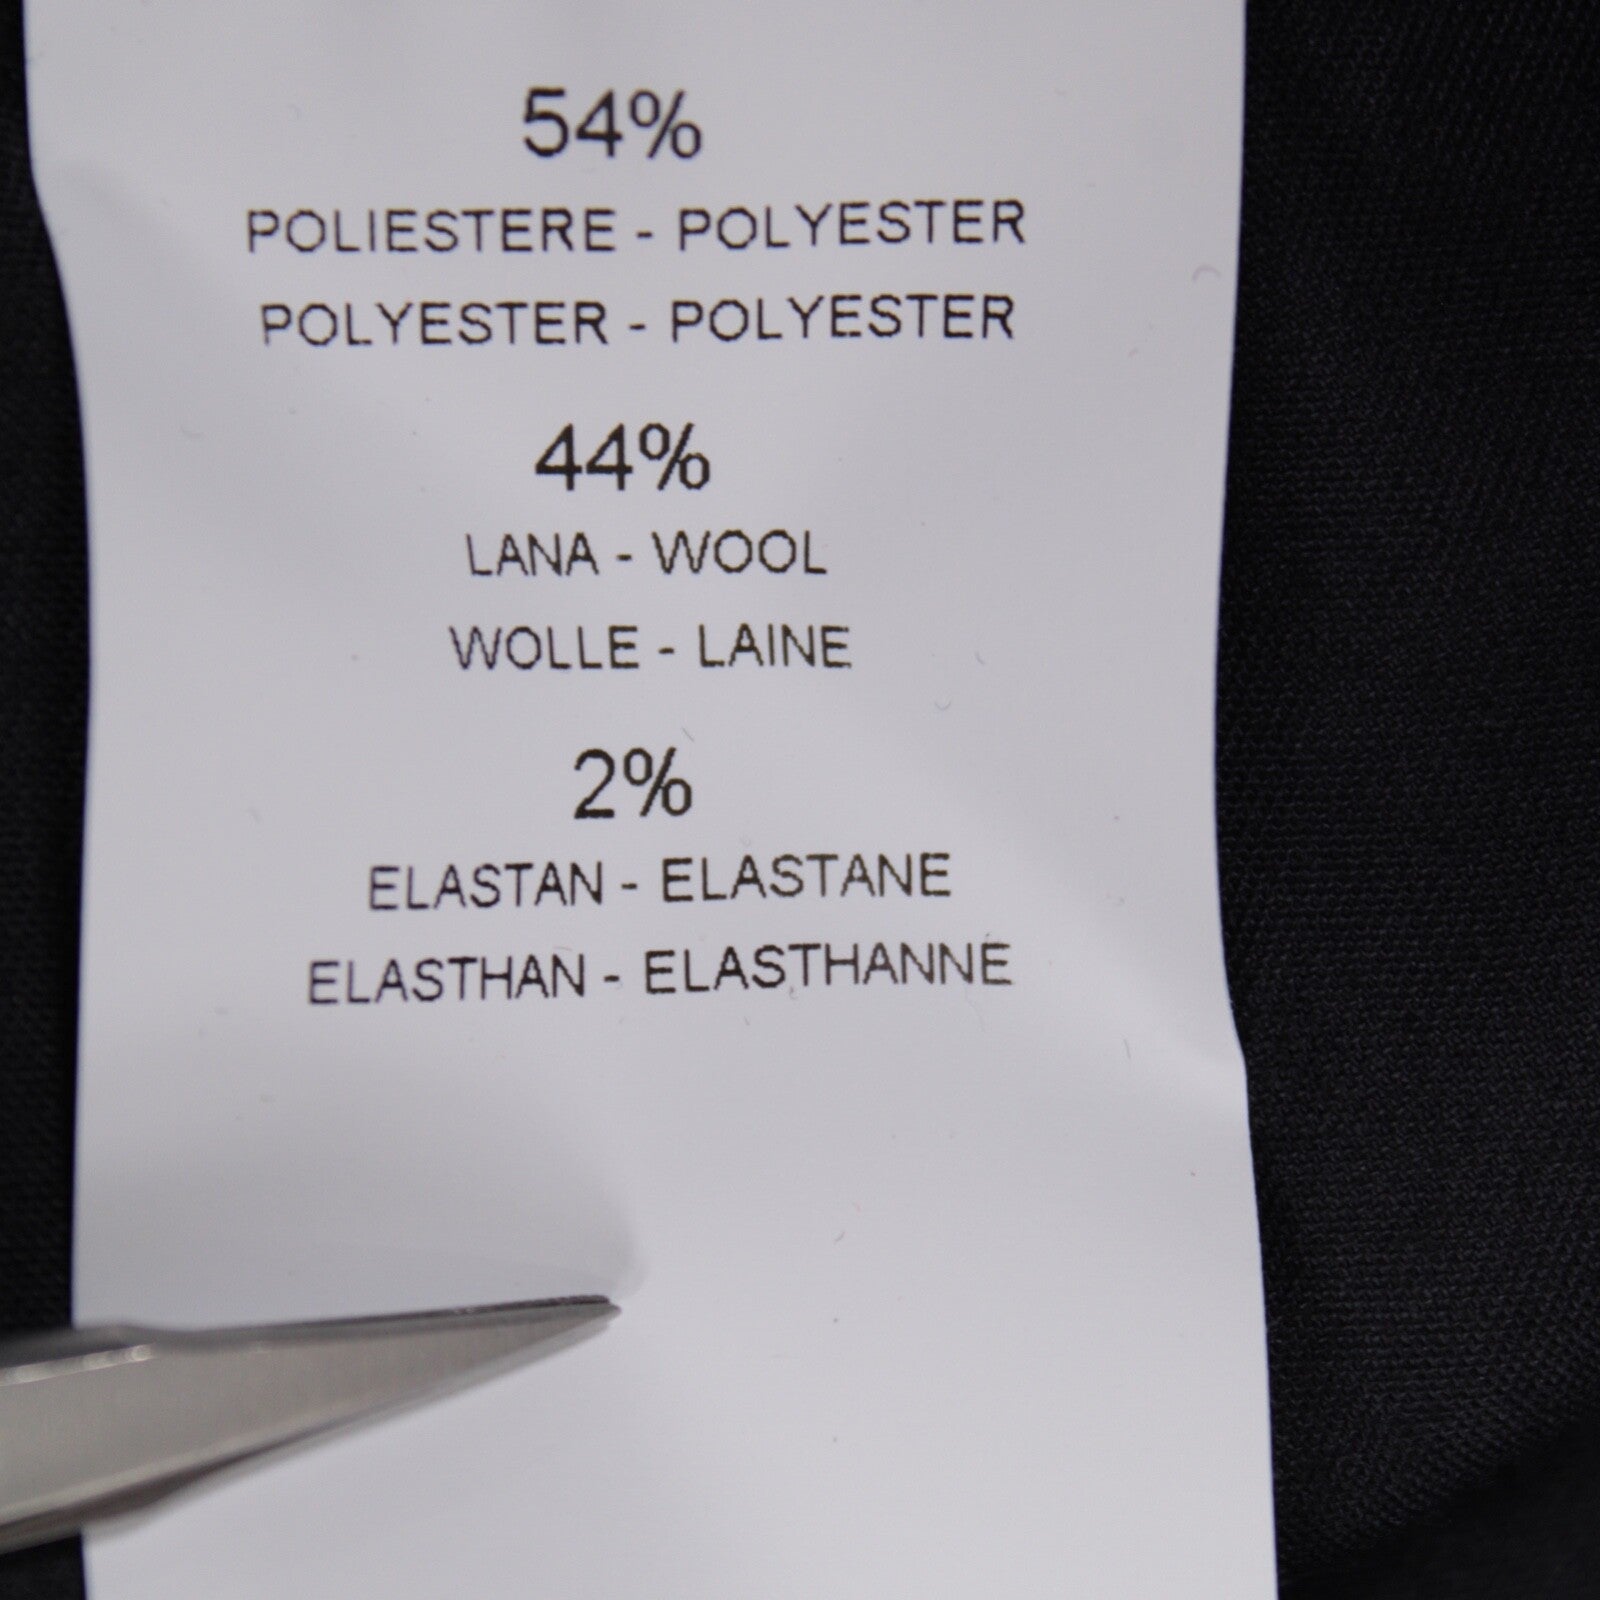 54%
POLIESTERE - POLYESTER
POLYESTER - POLYESTER
44%
LANA - WOOL
WOLLE - LAINE
2%
ELASTAN - ELASTANE
ELASTHAN - ELASTHANNE